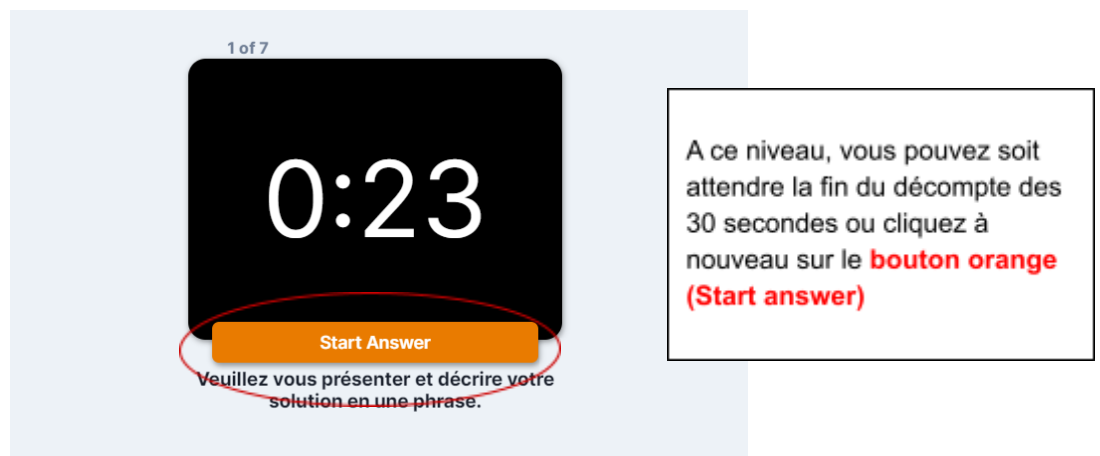 1 of 7
0:23
Start Answer
Veuillez vous présenter et décrire votre
solution en une phrase.
A ce niveau, vous pouvez soit
attendre la fin du décompte des
30 secondes ou cliquez à
nouveau sur le bouton orange
(Start answer)